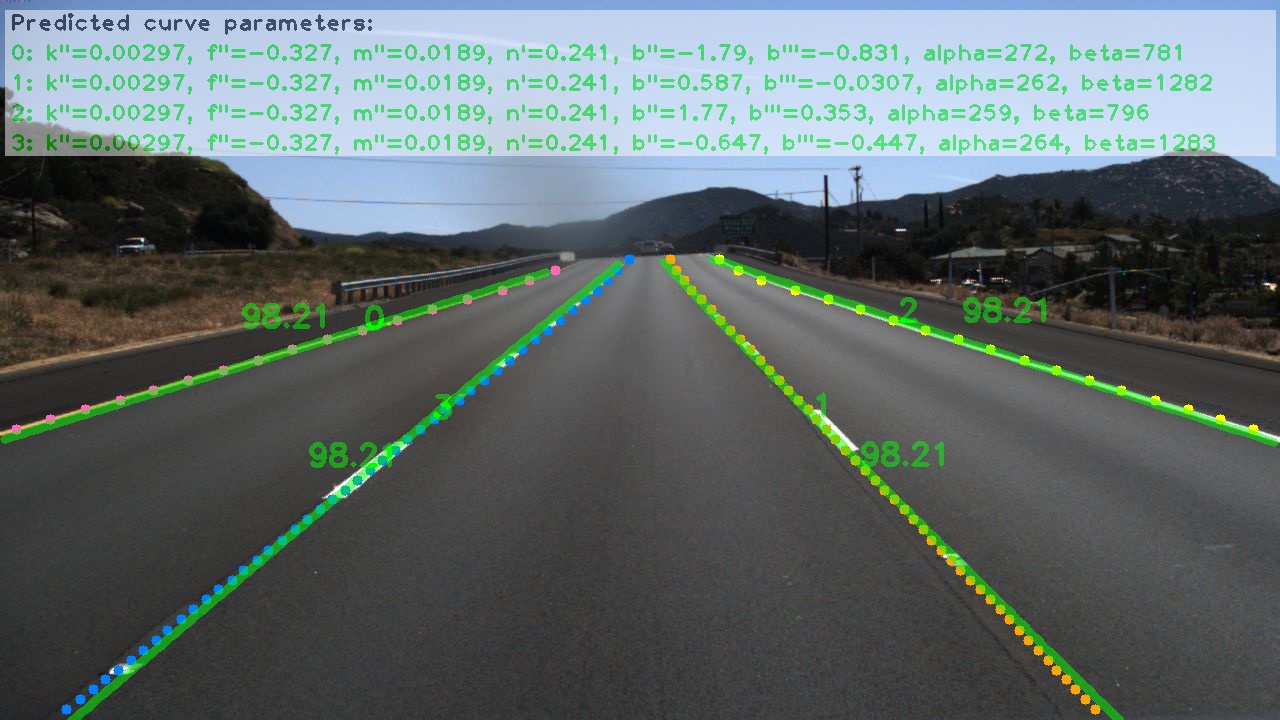 Predicted curve parameters:
0: k''=0.00297, f''=-0.327, m''=0.0189, n'=0.241, b''=-1.79, b'''=-0.831, alpha=272, beta=781
1: k''=0.00297, f''=-0.327, m''=0.0189, n'=0.241, b''=0.587, b'''=-0.0307, alpha=262, beta=1282
2: k''=0.00297, f''=-0.327, m''=0.0189, n'=0.241, b''=1.77, b'''=0.353, alpha=259, beta=796
3: k''=0.00297, f''=-0.327, m''=0.0189, n'=0.241, b''=-0.647, b'''=-0.447, alpha=264, beta=1283
98.21 0 2 98.21
3 1
98.21 98.21